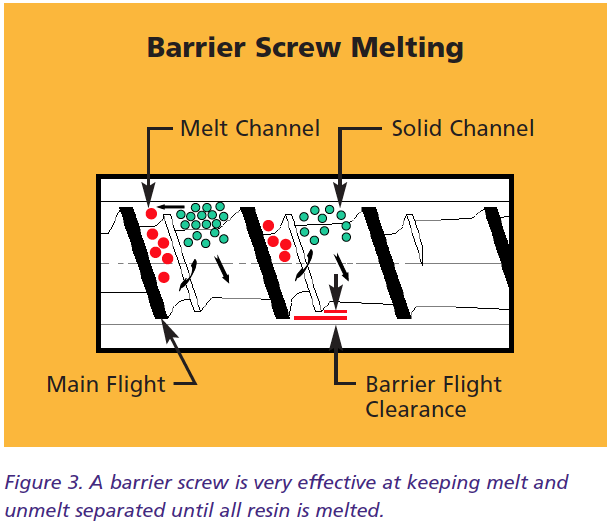 Barrier Screw Melting
Melt Channel
Solid Channel
Main Flight
Barrier Flight
Clearance
Figure 3. A barrier screw is very effective at keeping melt and
unmelt separated until all resin is melted.